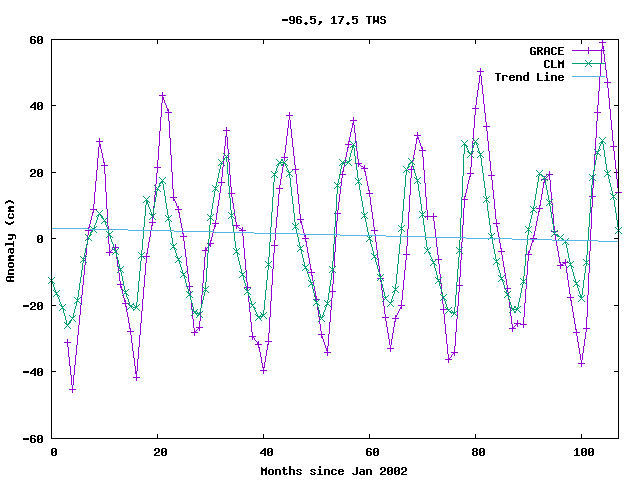 -96.5, 17.5 TWS
GRACE
CLM
Trend Line
60
40
20
0
-20
-40
-60
Anomaly (cm)
0 20 40 60 80 100
Months since Jan 2002